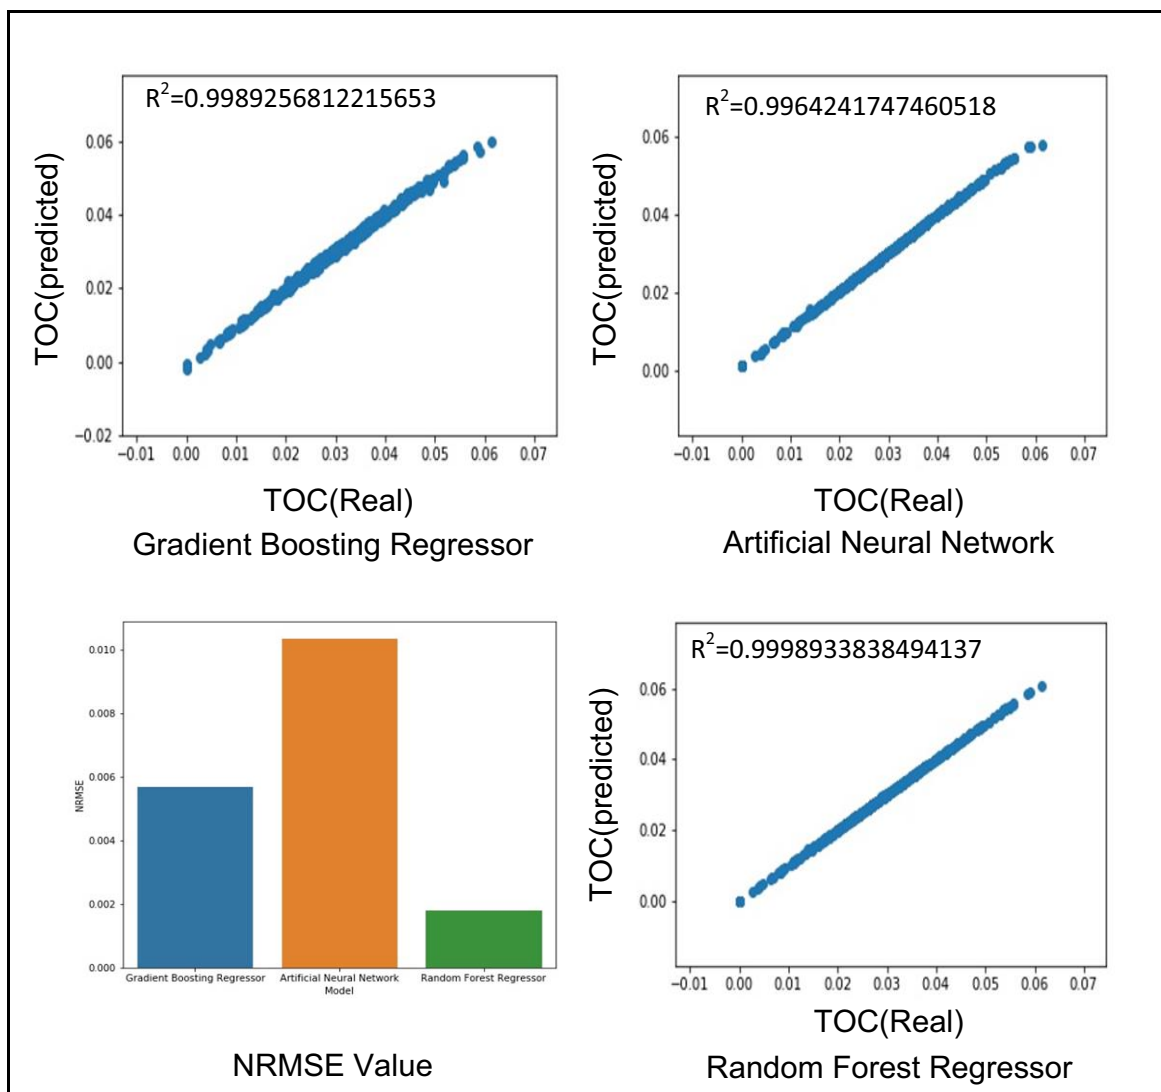 R²=0.9989256812215653
TOC(predicted)
0.06
0.04
0.02
0.00
−0.02
−0.01 0.00 0.01 0.02 0.03 0.04 0.05 0.06 0.07
TOC(Real)
Gradient Boosting Regressor
R²=0.9964241747460518
TOC(predicted)
0.06
0.04
0.02
0.00
−0.01 0.00 0.01 0.02 0.03 0.04 0.05 0.06 0.07
TOC(Real)
Artificial Neural Network
NRMSE
0.010
0.008
0.006
0.004
0.002
0.000
Gradient Boosting Regressor Artificial Neural Network Random Forest Regressor
Model
NRMSE Value
R²=0.9998933838494137
TOC(predicted)
0.06
0.04
0.02
0.00
−0.01 0.00 0.01 0.02 0.03 0.04 0.05 0.06 0.07
TOC(Real)
Random Forest Regressor